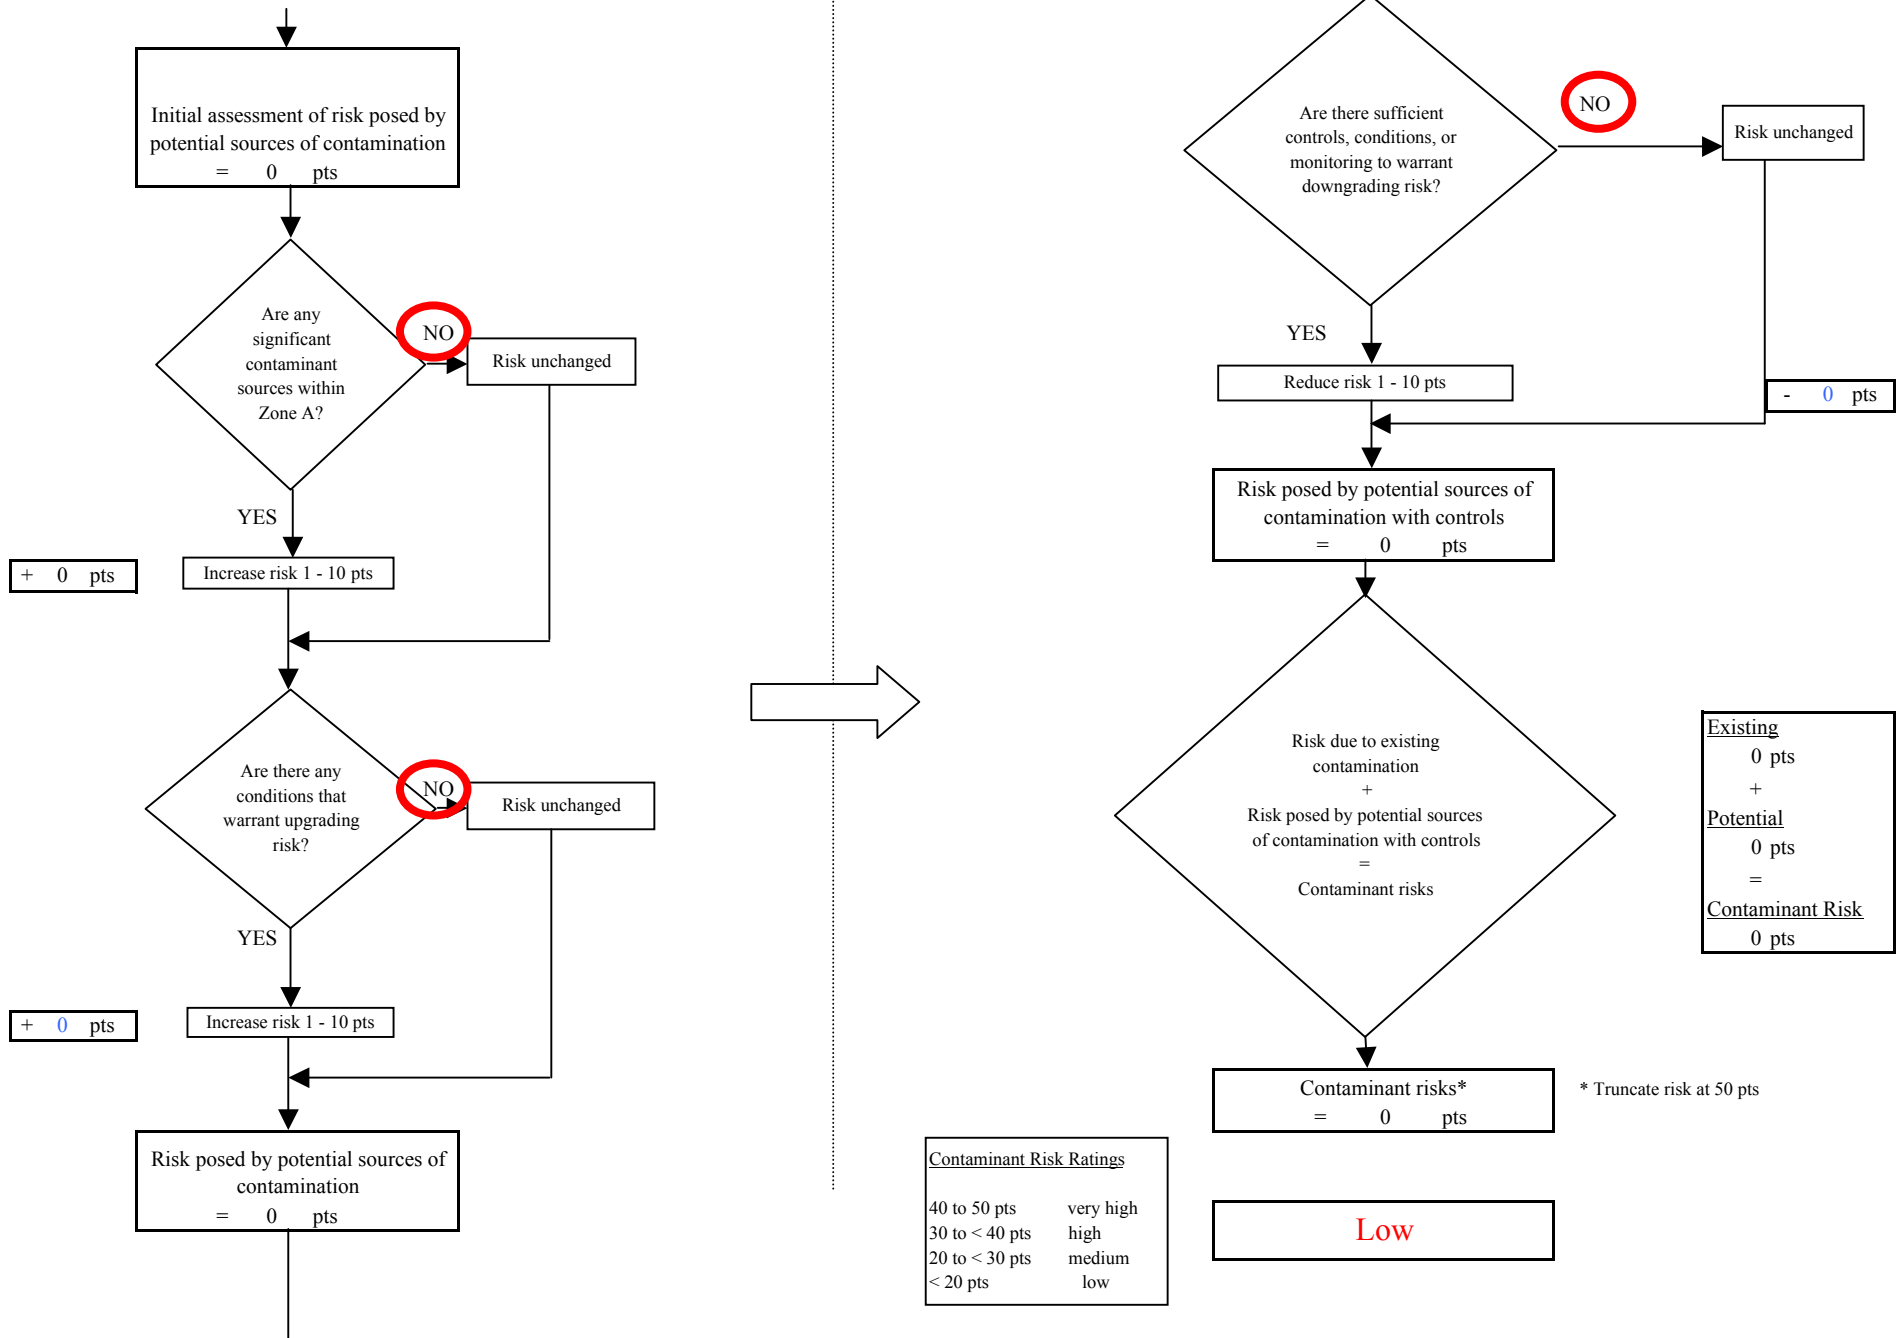 Initial assessment of risk posed by
potential sources of contamination
= 0 pts
Are any
significant
contaminant
sources within
Zone A?
NO
Risk unchanged
YES
+ 0 pts
Increase risk 1 - 10 pts
Are there any
conditions that
warrant upgrading
risk?
NO
Risk unchanged
YES
+ 0 pts
Increase risk 1 - 10 pts
Risk posed by potential sources of
contamination
= 0 pts
Are there sufficient
controls, conditions, or
monitoring to warrant
downgrading risk?
NO
Risk unchanged
YES
Reduce risk 1 - 10 pts
- 0 pts
Risk posed by potential sources of
contamination with controls
= 0 pts
Risk due to existing
contamination
+
Risk posed by potential sources
of contamination with controls
=
Contaminant risks
Existing
0 pts
+
Potential
0 pts
=
Contaminant Risk
0 pts
Contaminant risks*
= 0 pts
* Truncate risk at 50 pts
Contaminant Risk Ratings
40 to 50 pts very high
30 to < 40 pts high
20 to < 30 pts medium
< 20 pts low
Low